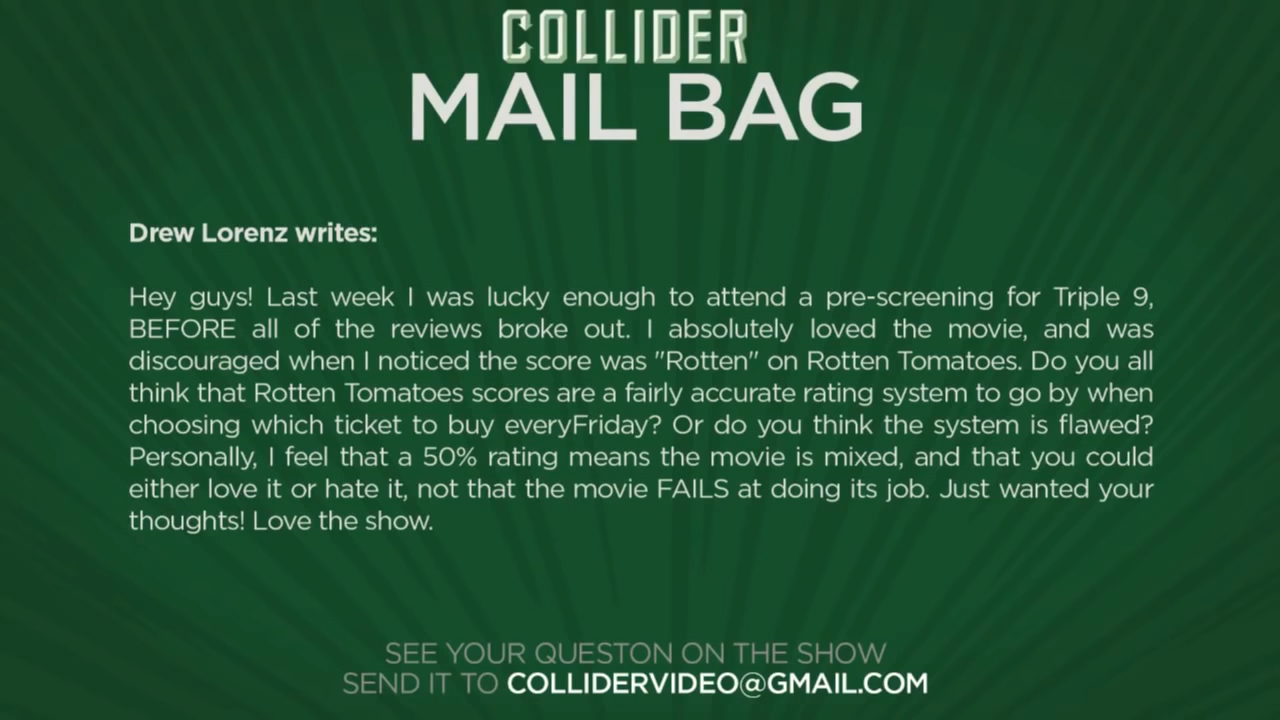 COLLIDER
MAIL BAG
Drew Lorenz writes:
Hey guys! Last week I was lucky enough to attend a pre-screening for Triple 9,
BEFORE all of the reviews broke out. I absolutely loved the movie, and was
discouraged when I noticed the score was "Rotten" on Rotten Tomatoes. Do you all
think that Rotten Tomatoes scores are a fairly accurate rating system to go by when
choosing which ticket to buy everyFriday? Or do you think the system is flawed?
Personally, I feel that a 50% rating means the movie is mixed, and that you could
either love it or hate it, not that the movie FAILS at doing its job. Just wanted your
thoughts! Love the show.
SEE YOUR QUESTON ON THE SHOW
SEND IT TO COLLIDERVIDEO@GMAIL.COM